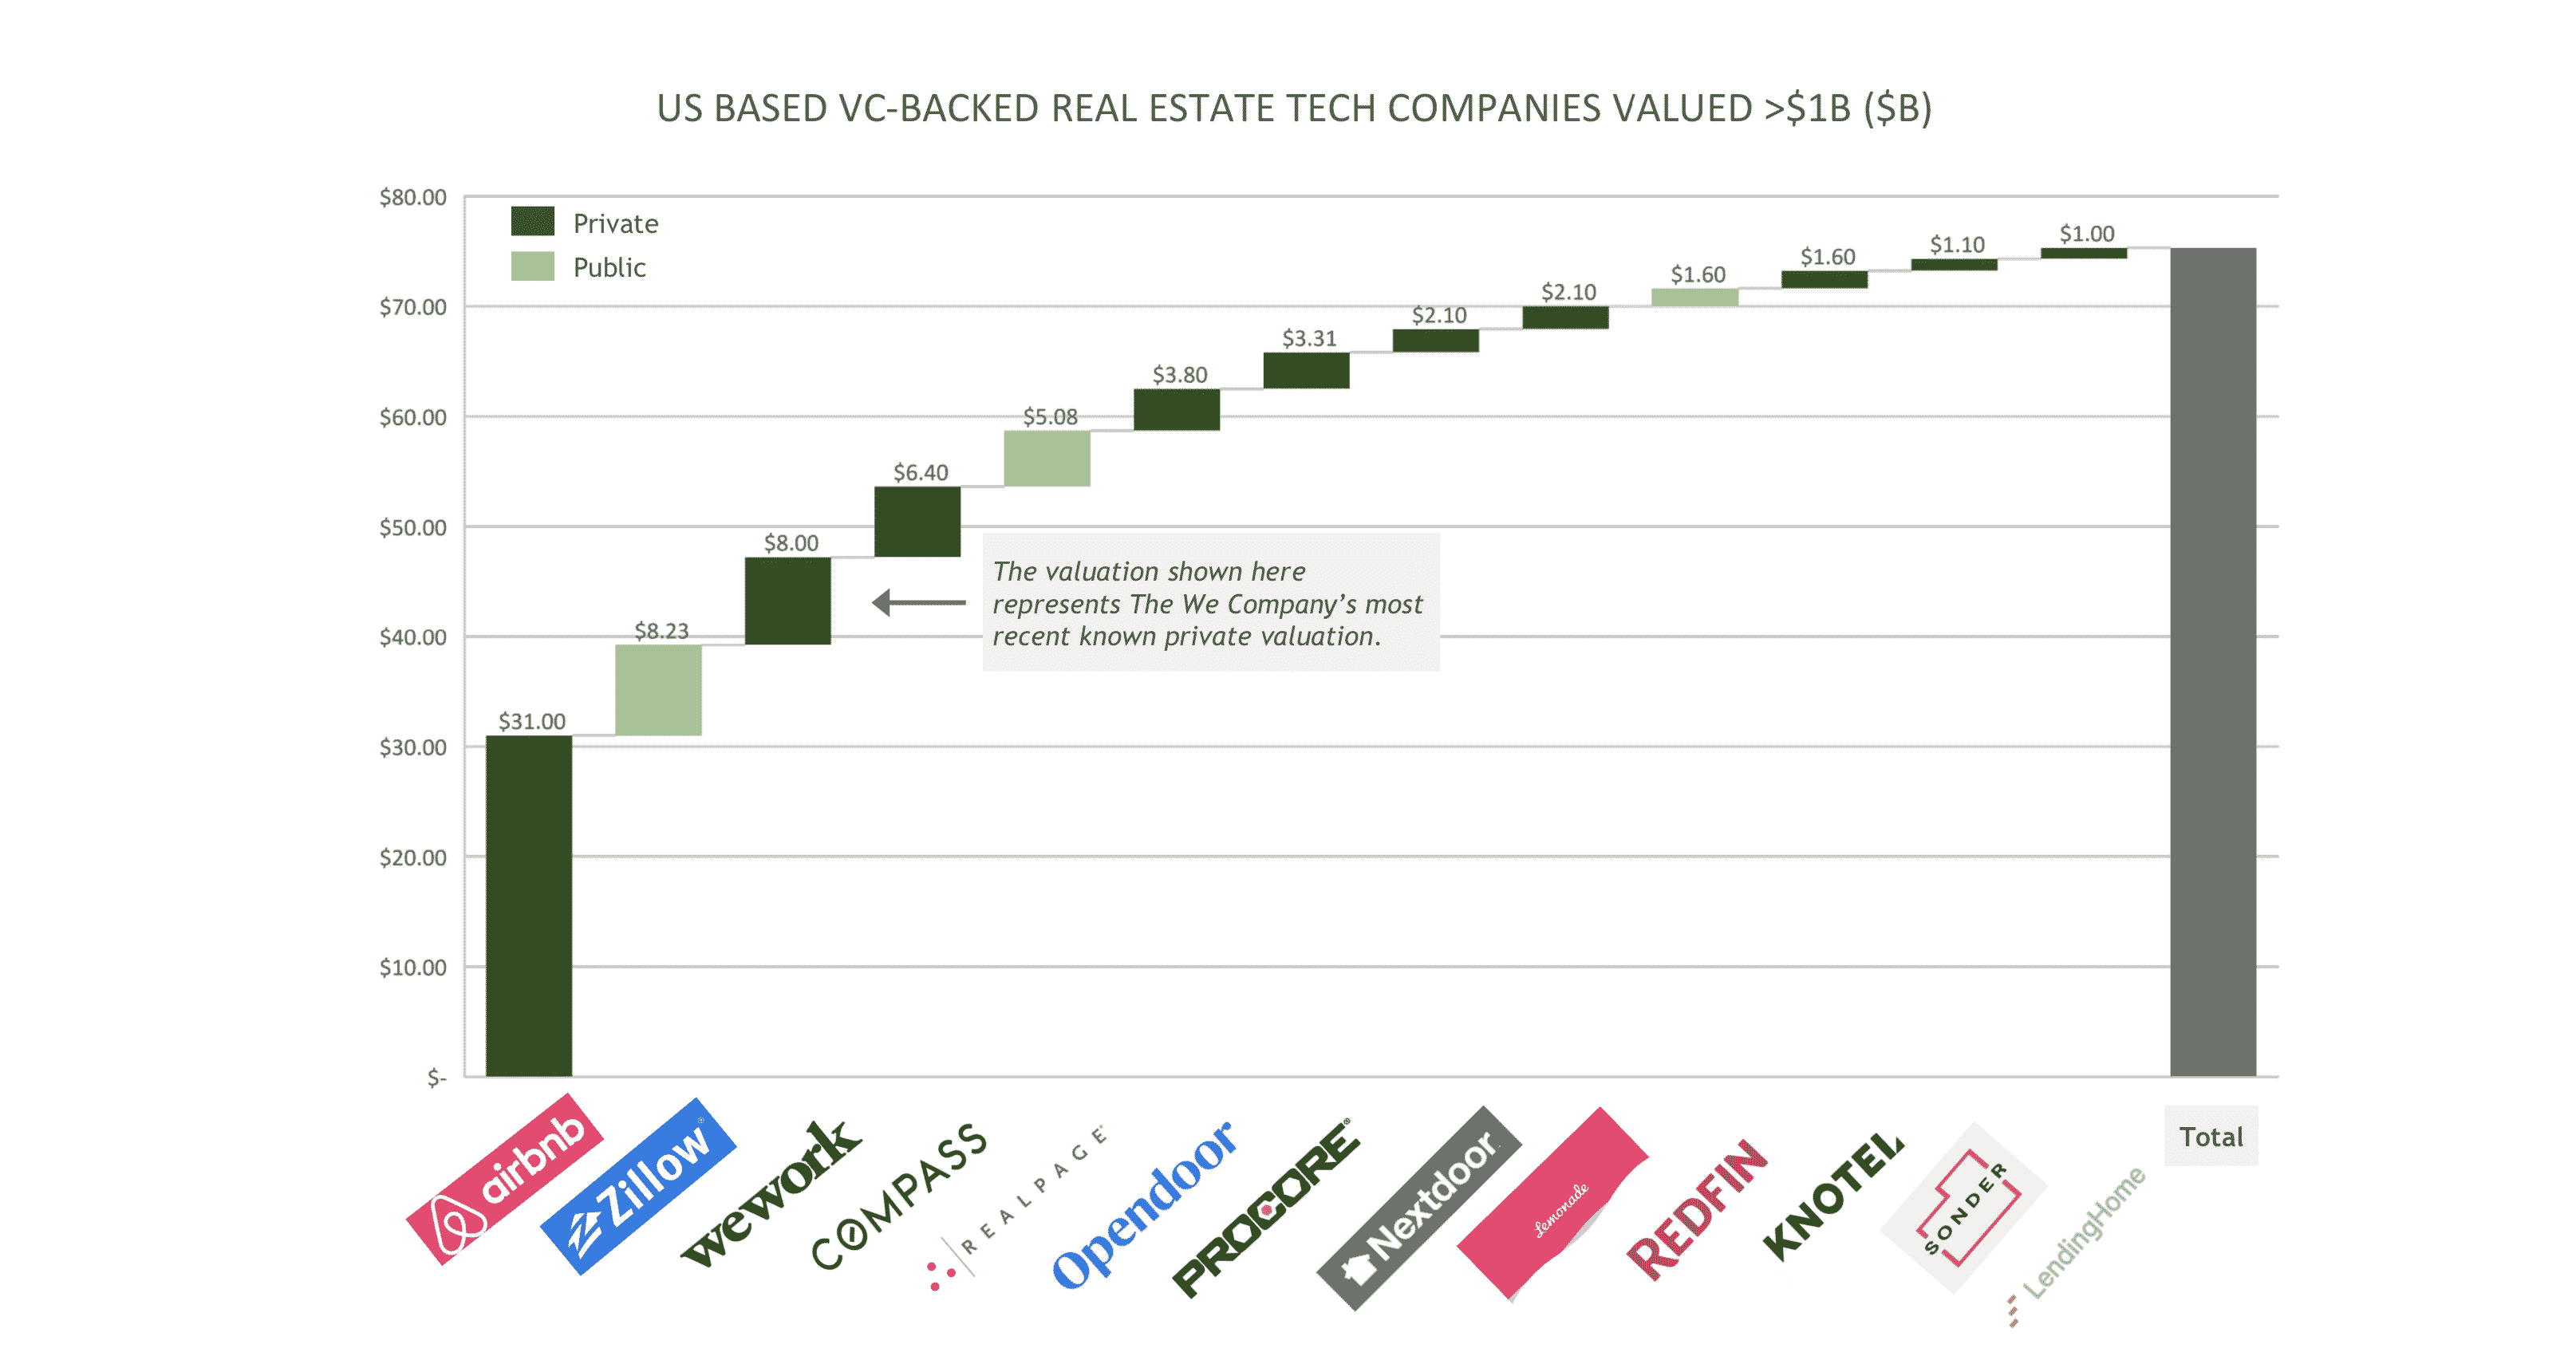 US BASED VC-BACKED REAL ESTATE TECH COMPANIES VALUED >$1B ($B)
$80.00
$70.00
$60.00
$50.00
$40.00
$30.00
$20.00
$10.00
$-
Private
Public
$31.00
$8.23
$8.00
$6.40
$5.08
$3.80
$3.31
$2.10
$2.10
$1.60
$1.60
$1.10
$1.00
The valuation shown here
represents The We Company’s most
recent known private valuation.
airbnb
Zillow®
wework
COMPASS
REALPAGE®
Opendoor
PROCORE®
Nextdoor
Lemonade
REDFIN
KNOTEL
SONDER
LendingHome
Total